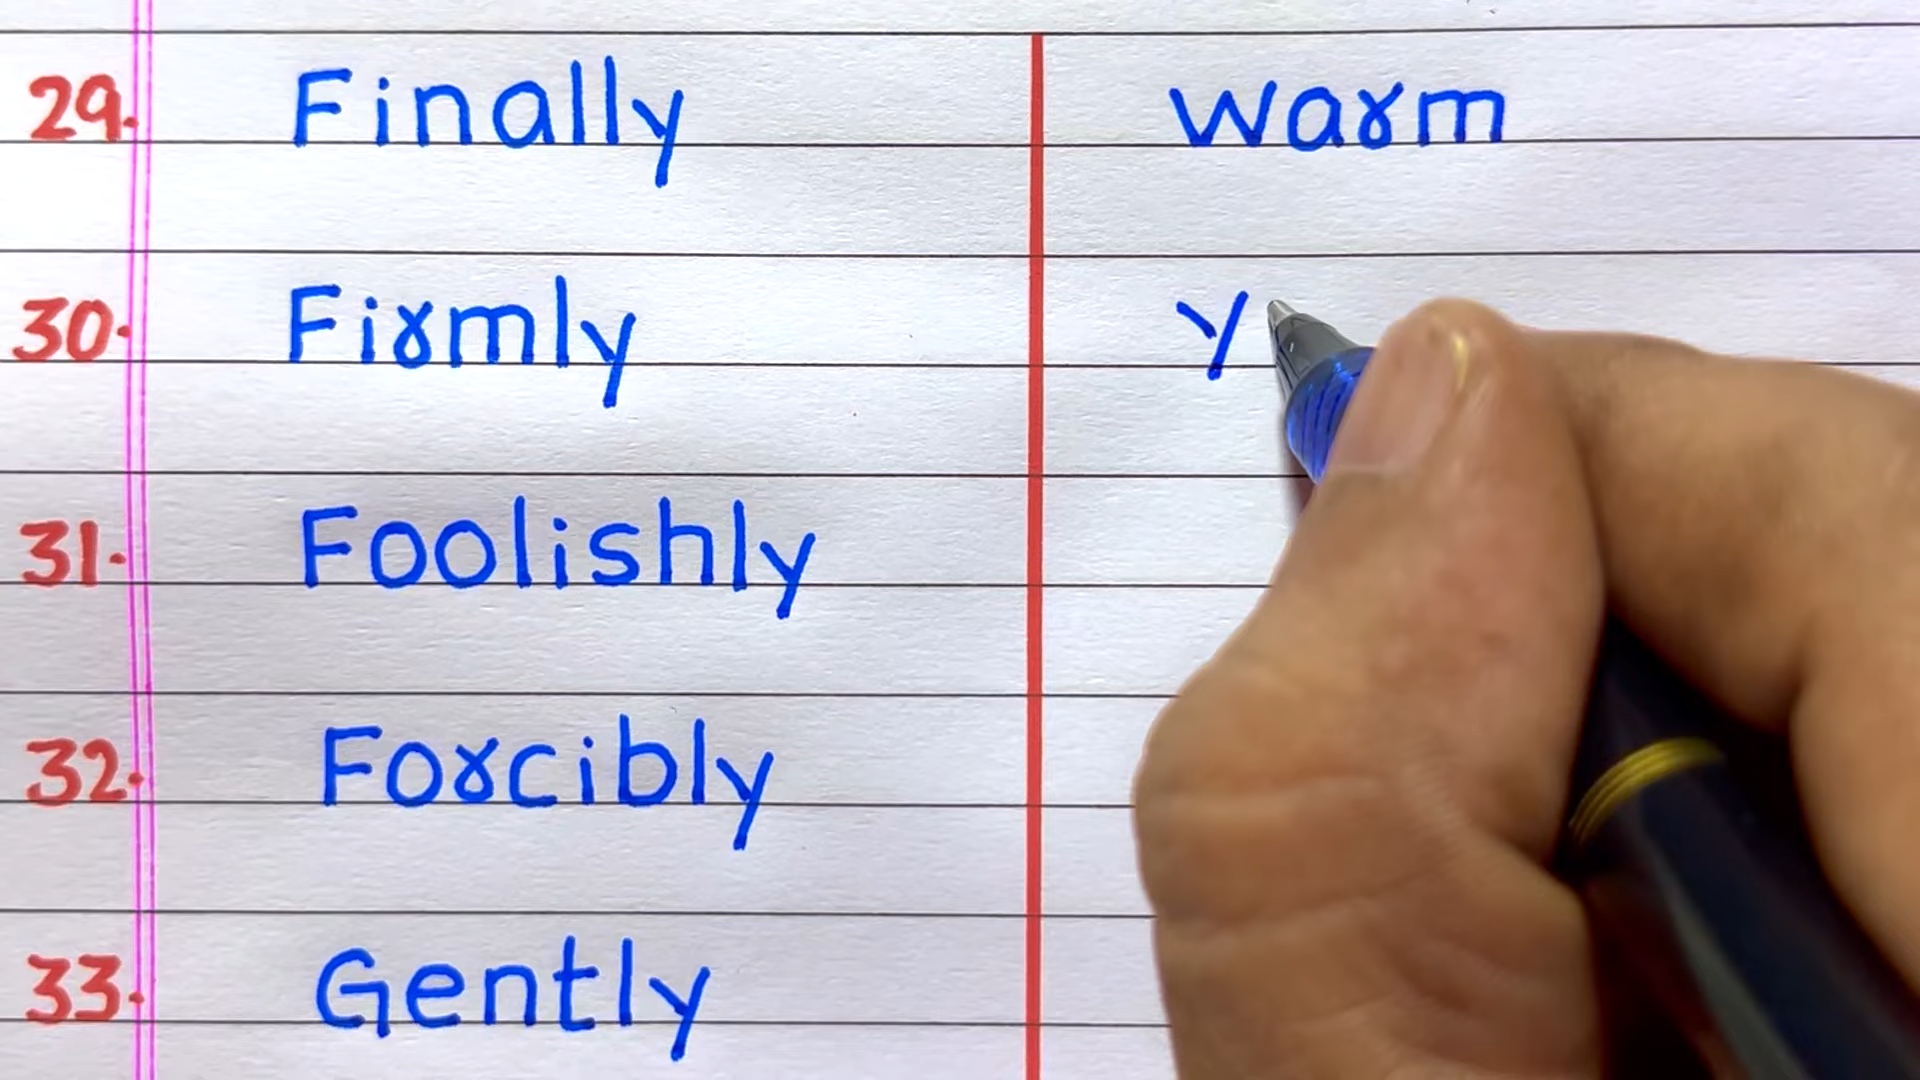 29. Finally warm
30. Firmly y
31. Foolishly
32. Forcibly
33. Gently